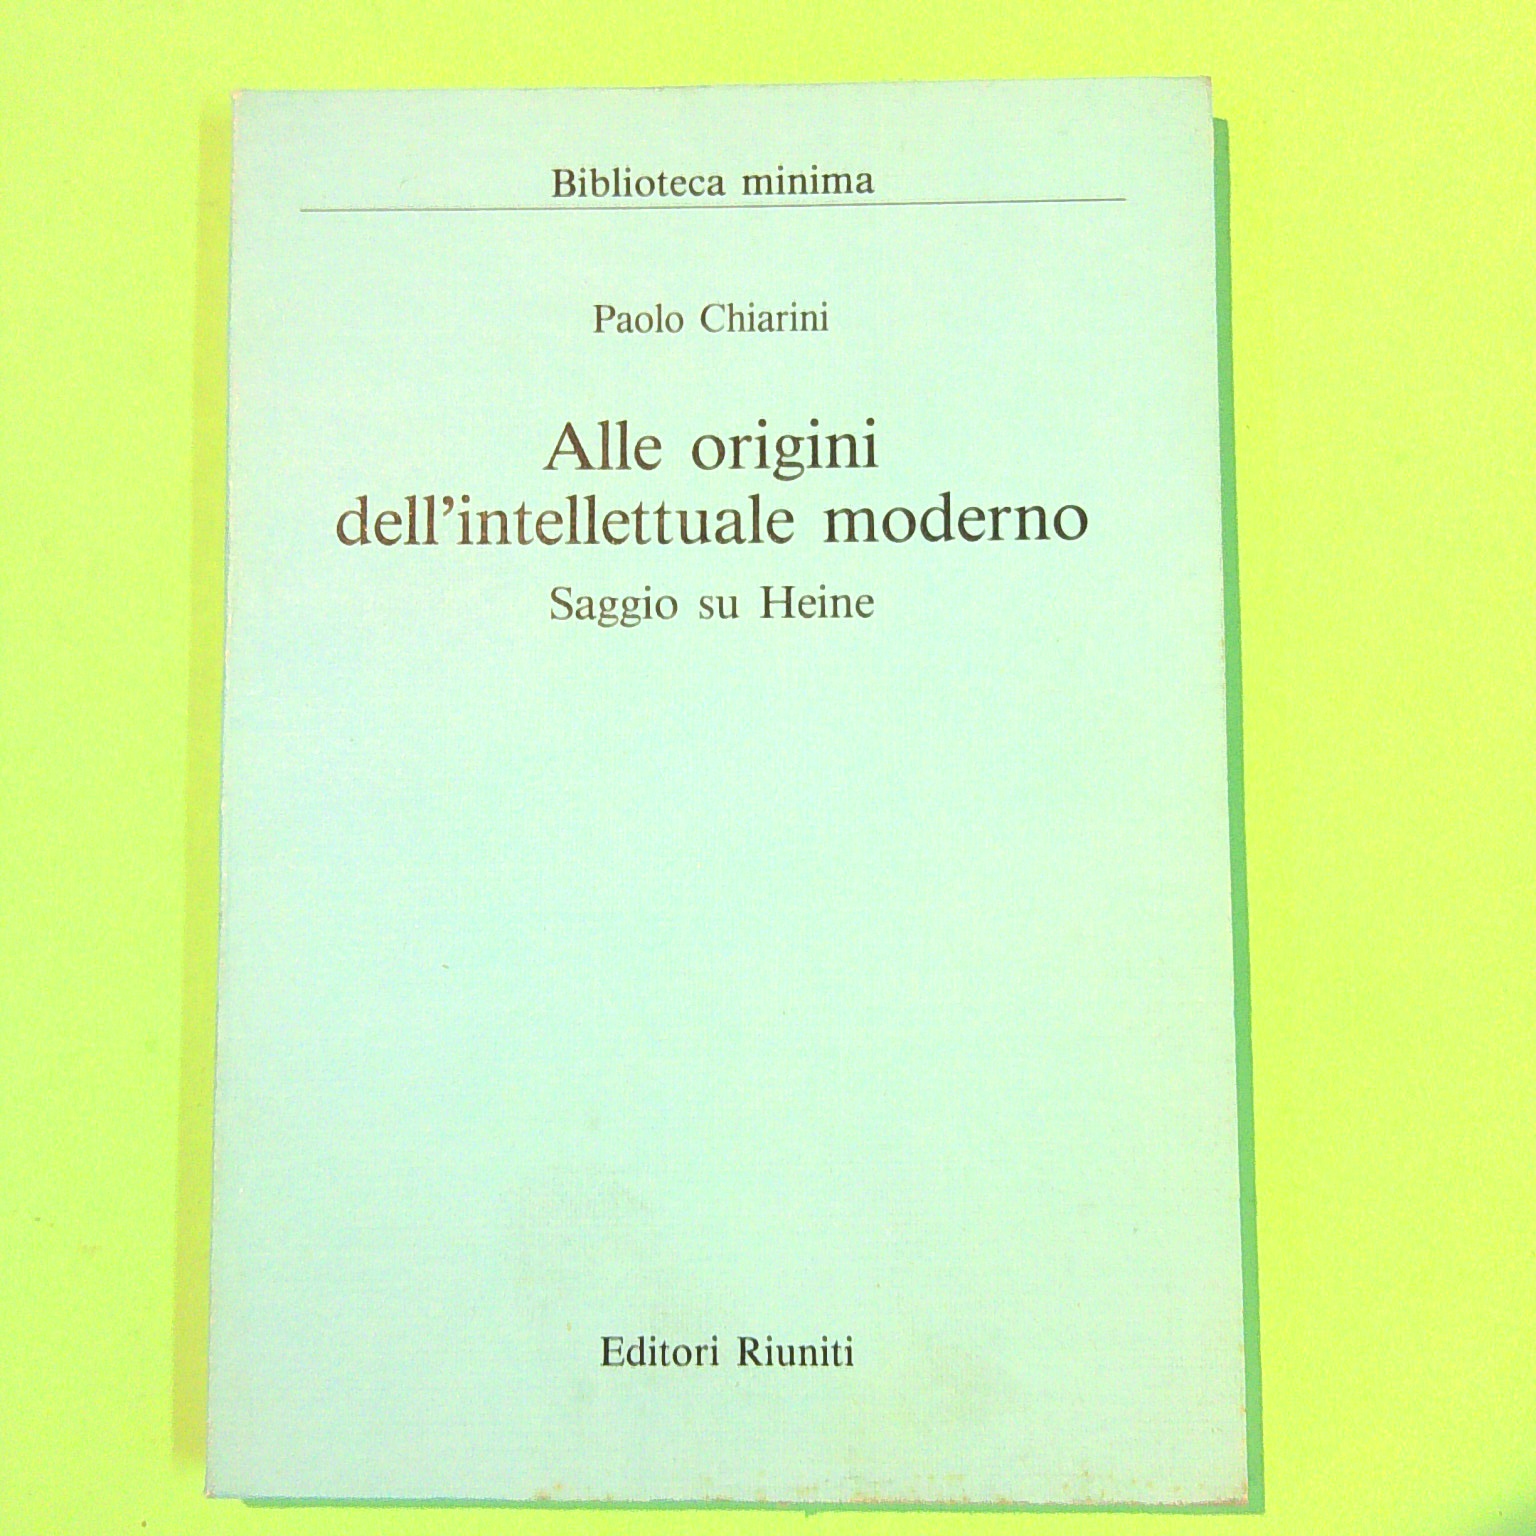 Biblioteca minima
Paolo Chiarini
Alle origini
dell’intellettuale moderno
Saggio su Heine
Editori Riuniti